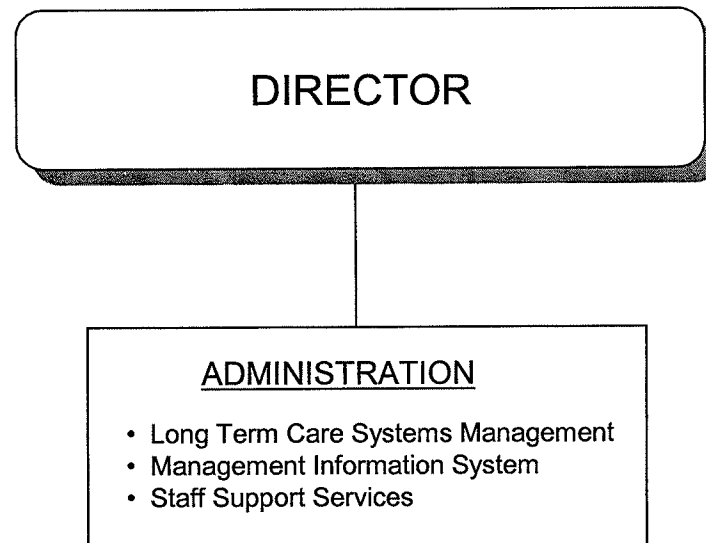 DIRECTOR
ADMINISTRATION
• Long Term Care Systems Management
• Management Information System
• Staff Support Services